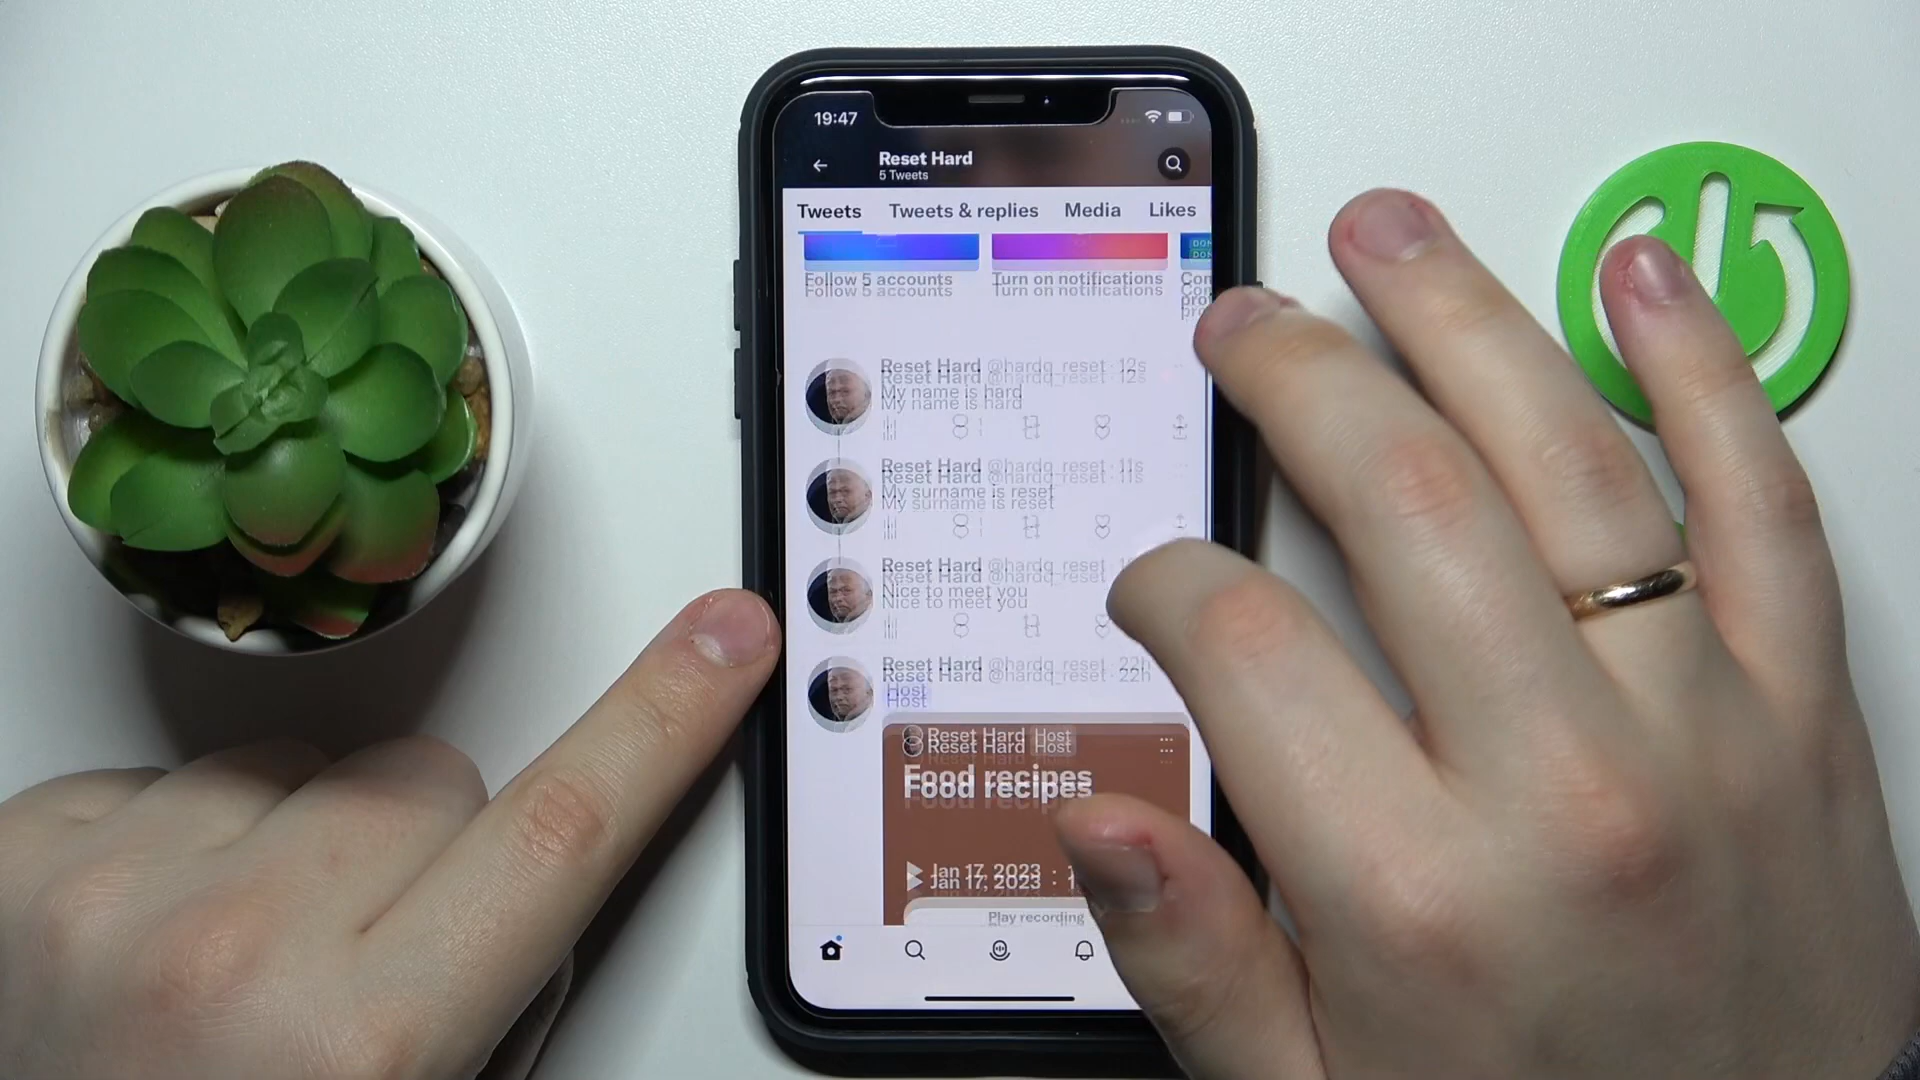 19:47
Reset Hard
5 Tweets
Tweets Tweets & replies Media Likes
Follow 5 accounts Turn on notifications
Reset Hard @hardq_reset · 12s
My name is hard
1
Reset Hard @hardq_reset · 11s
My surname is reset
1
Reset Hard @hardq_reset
Nice to meet you
Reset Hard @hardq_reset · 22h
Host
Reset Hard Host
Food recipes
Jan 17, 2023
Play recording